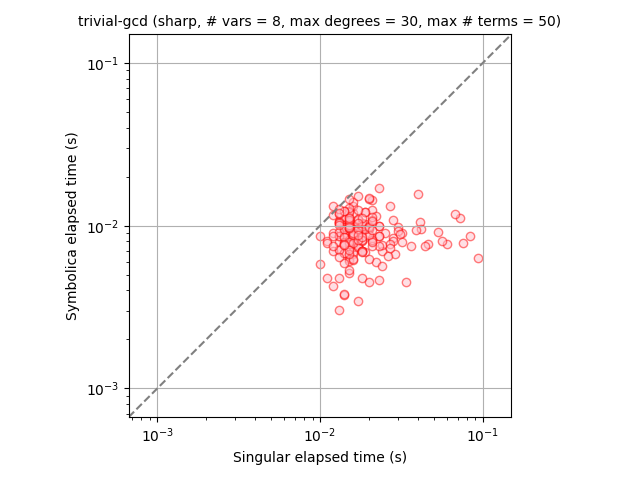 trivial-gcd (sharp, # vars = 8, max degrees = 30, max # terms = 50)
10⁻¹
10⁻²
10⁻³
Symbolica elapsed time (s)
10⁻³
10⁻²
10⁻¹
Singular elapsed time (s)